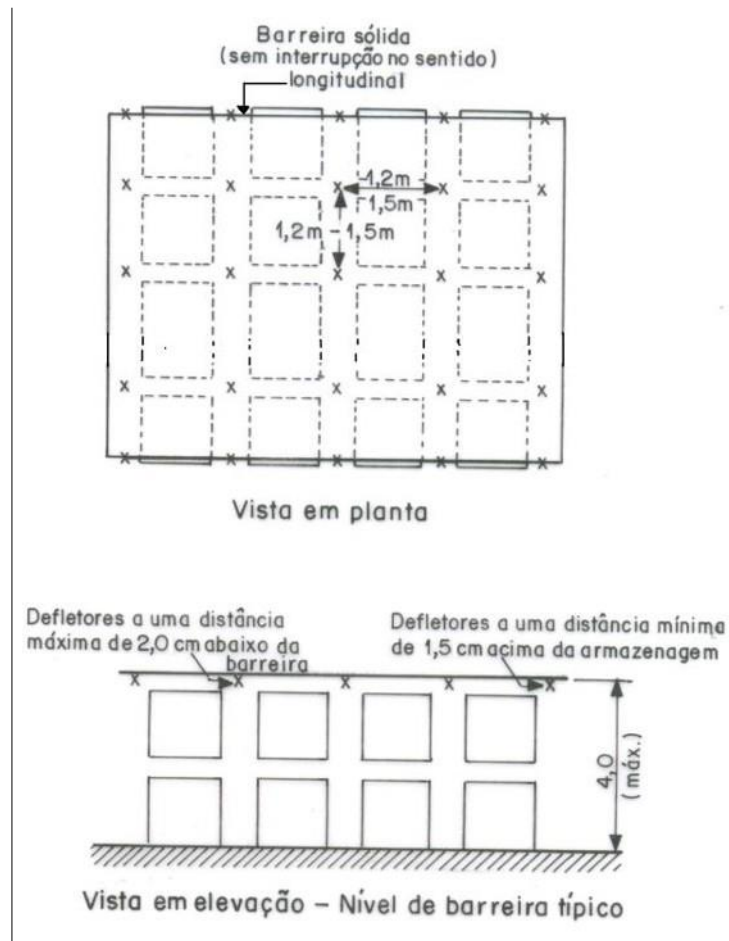 Barreira sólida
(sem interrupção no sentido)
longitudinal
1,2m
1,5m
1,2m - 1,5m
Vista em planta
Defletores a uma distância
máxima de 2,0 cm abaixo da
barreira
Defletores a uma distância mínima
de 1,5 cm acima da armazenagem
4,0
(máx.)
Vista em elevação – Nível de barreira típico